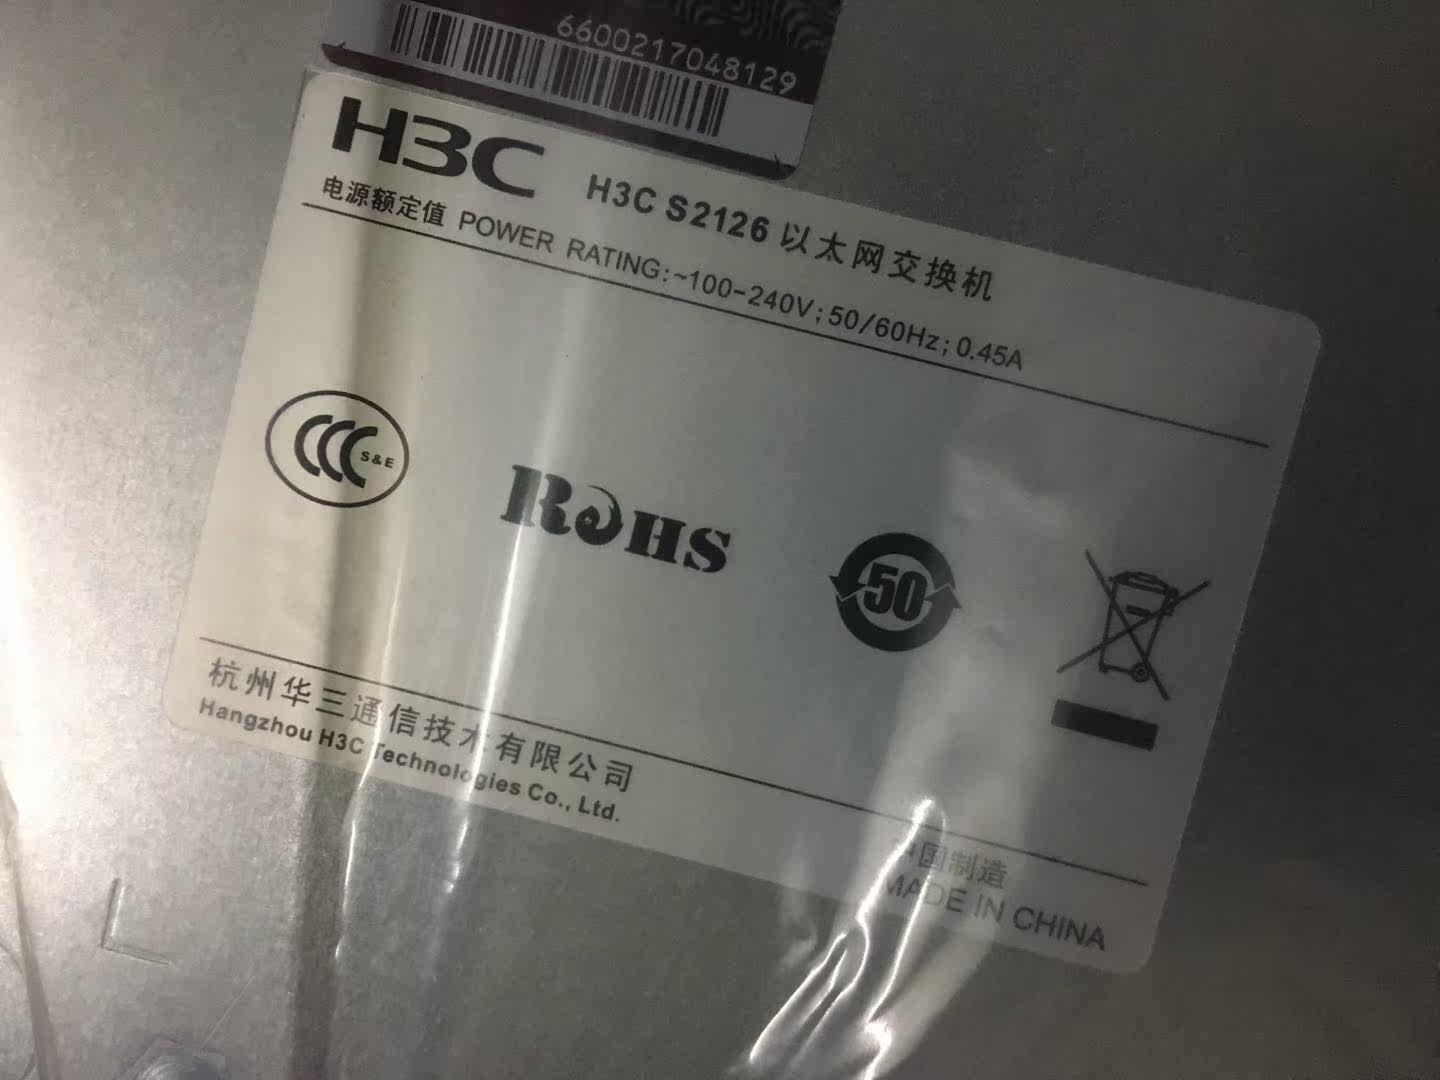 6600217048129
H3C
H3C S2126 以太网交换机
电源额定值 POWER RATING:~100-240V;50/60Hz;0.45A
CCC S&E
RoHS
50
杭州华三通信技术有限公司
Hangzhou H3C Technologies Co., Ltd.
中国制造
MADE IN CHINA